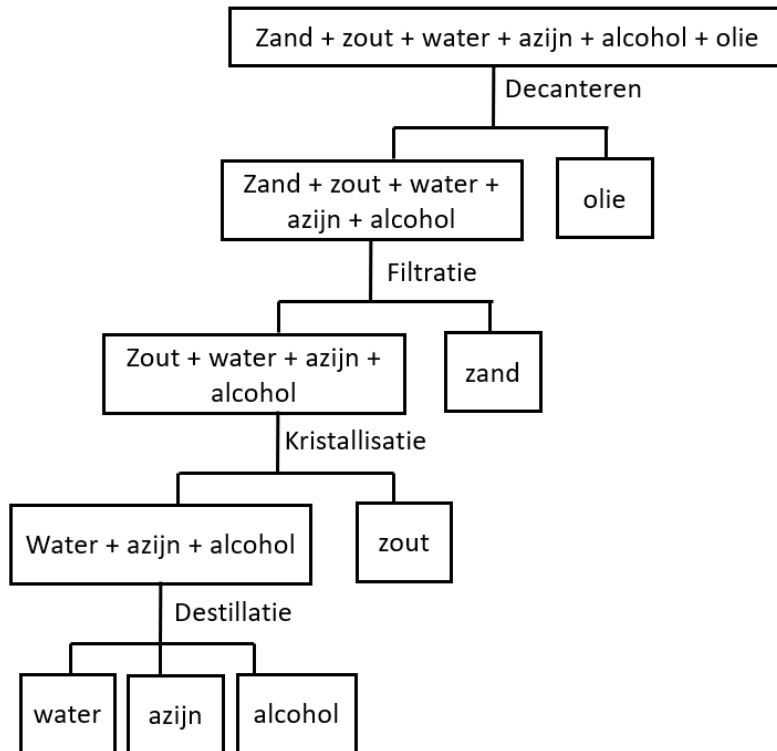 Zand + zout + water + azijn + alcohol + olie
Decanteren
Zand + zout + water +
azijn + alcohol
olie
Filtratie
Zout + water + azijn +
alcohol
zand
Kristallisatie
Water + azijn + alcohol
zout
Destillatie
water
azijn
alcohol